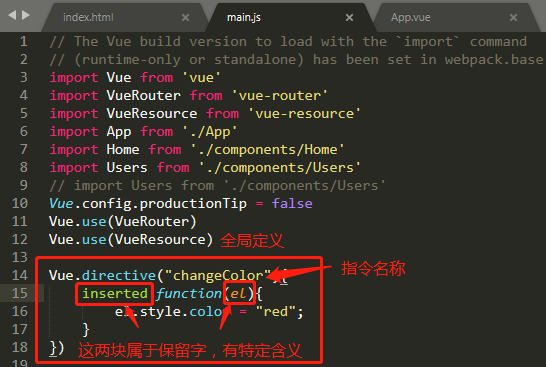 index.html main.js App.vue
1 // The Vue build version to load with the `import` command
2 // (runtime-only or standalone) has been set in webpack.base
3 import Vue from 'vue'
4 import VueRouter from 'vue-router'
5 import VueResource from 'vue-resource'
6 import App from './App'
7 import Home from './components/Home'
8 import Users from './components/Users'
9 // import Users from './components/Users'
10 Vue.config.productionTip = false
11 Vue.use(VueRouter)
12 Vue.use(VueResource) 全局定义
13
14 Vue.directive("changeColor",{ 指令名称
15 inserted:function(el){
16 el.style.color = "red";
17 }
18 }) 这两块属于保留字，有特定含义
19